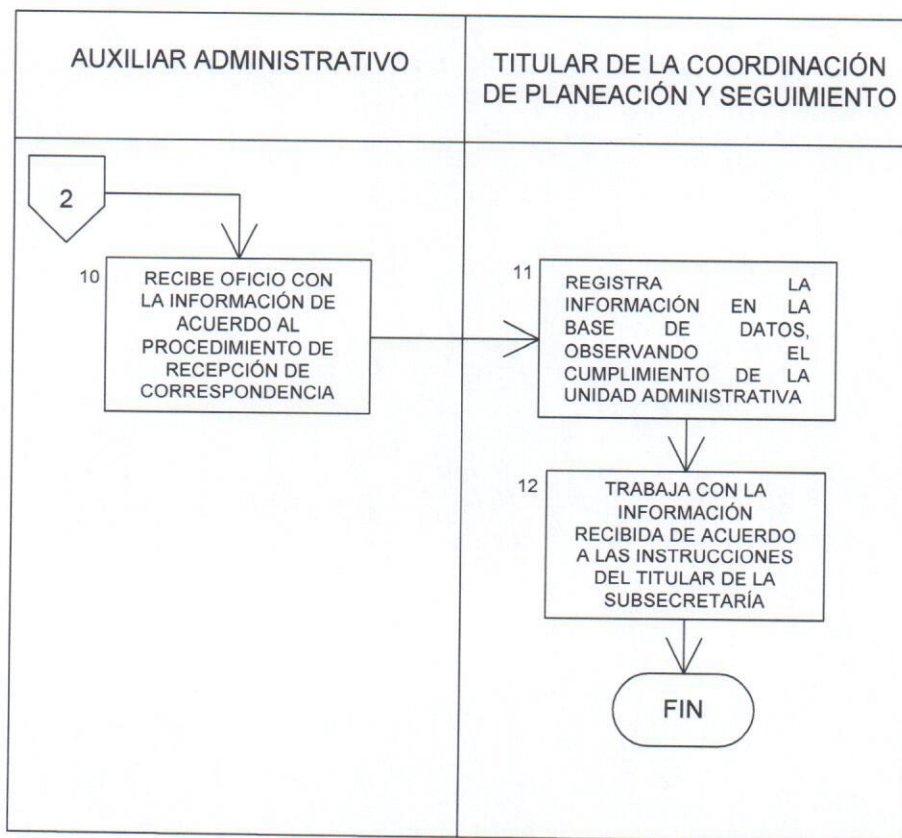 AUXILIAR ADMINISTRATIVO
TITULAR DE LA COORDINACIÓN
DE PLANEACIÓN Y SEGUIMIENTO
2
10
RECIBE OFICIO CON
LA INFORMACIÓN DE
ACUERDO AL
PROCEDIMIENTO DE
RECEPCIÓN DE
CORRESPONDENCIA
11
REGISTRA LA
INFORMACIÓN EN LA
BASE DE DATOS,
OBSERVANDO EL
CUMPLIMIENTO DE LA
UNIDAD ADMINISTRATIVA
12
TRABAJA CON LA
INFORMACIÓN
RECIBIDA DE ACUERDO
A LAS INSTRUCCIONES
DEL TITULAR DE LA
SUBSECRETARÍA
FIN